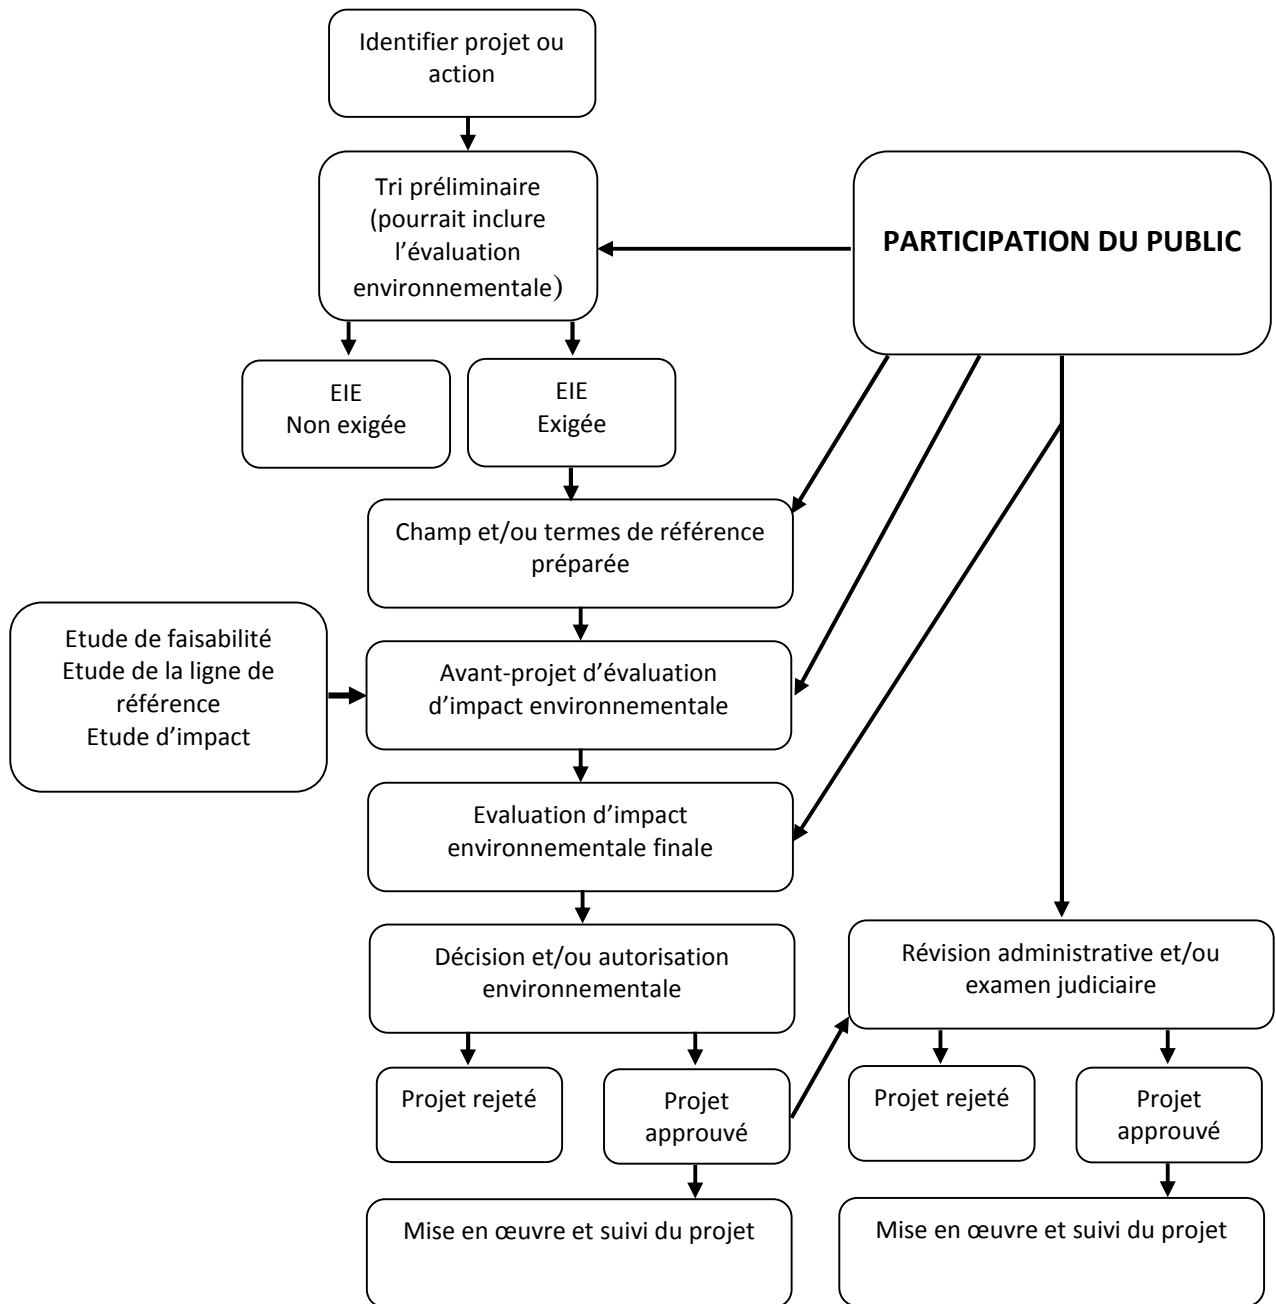 Identifier projet ou
action
Tri préliminaire
(pourrait inclure
l’évaluation
environnementale)
PARTICIPATION DU PUBLIC
EIE
Non exigée
EIE
Exigée
Champ et/ou termes de référence
préparée
Etude de faisabilité
Etude de la ligne de
référence
Etude d’impact
Avant-projet d’évaluation
d’impact environnementale
Evaluation d’impact
environnementale finale
Décision et/ou autorisation
environnementale
Révision administrative et/ou
examen judiciaire
Projet rejeté
Projet
approuvé
Projet rejeté
Projet
approuvé
Mise en œuvre et suivi du projet
Mise en œuvre et suivi du projet